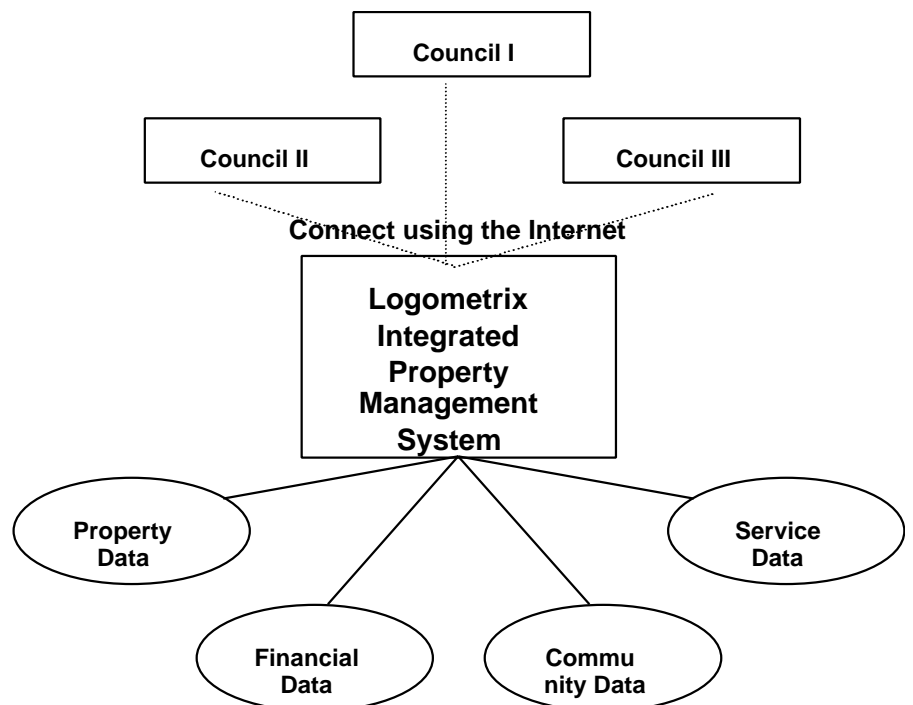 Council I
Council II
Council III
Connect using the Internet
Logometrix
Integrated
Property
Management
System
Property
Data
Service
Data
Financial
Data
Commu
nity Data